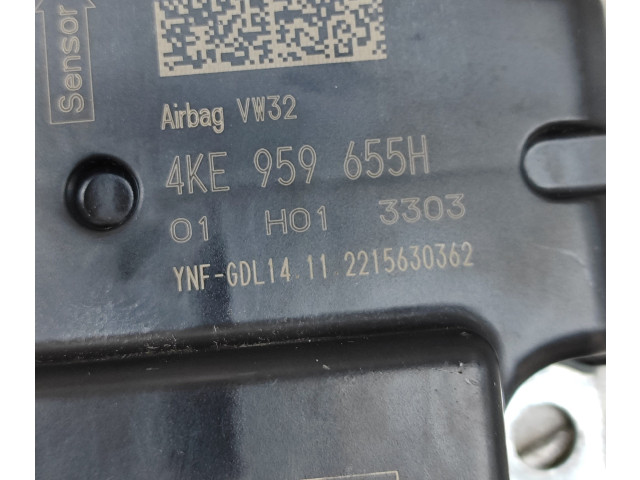 Sensor
Airbag VW32
4KE 959 655H
01 H01 3303
YNF-GDL14.11.2215630362